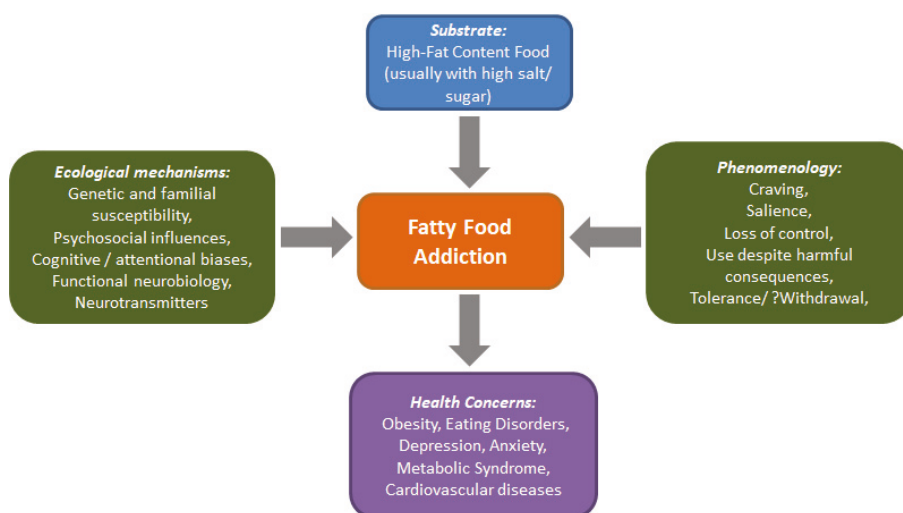 Substrate:
High-Fat Content Food
(usually with high salt/
sugar)
Ecological mechanisms:
Genetic and familial
susceptibility,
Psychosocial influences,
Cognitive / attentional biases,
Functional neurobiology,
Neurotransmitters
Fatty Food
Addiction
Phenomenology:
Craving,
Salience,
Loss of control,
Use despite harmful
consequences,
Tolerance/ ?Withdrawal,
Health Concerns:
Obesity, Eating Disorders,
Depression, Anxiety,
Metabolic Syndrome,
Cardiovascular diseases